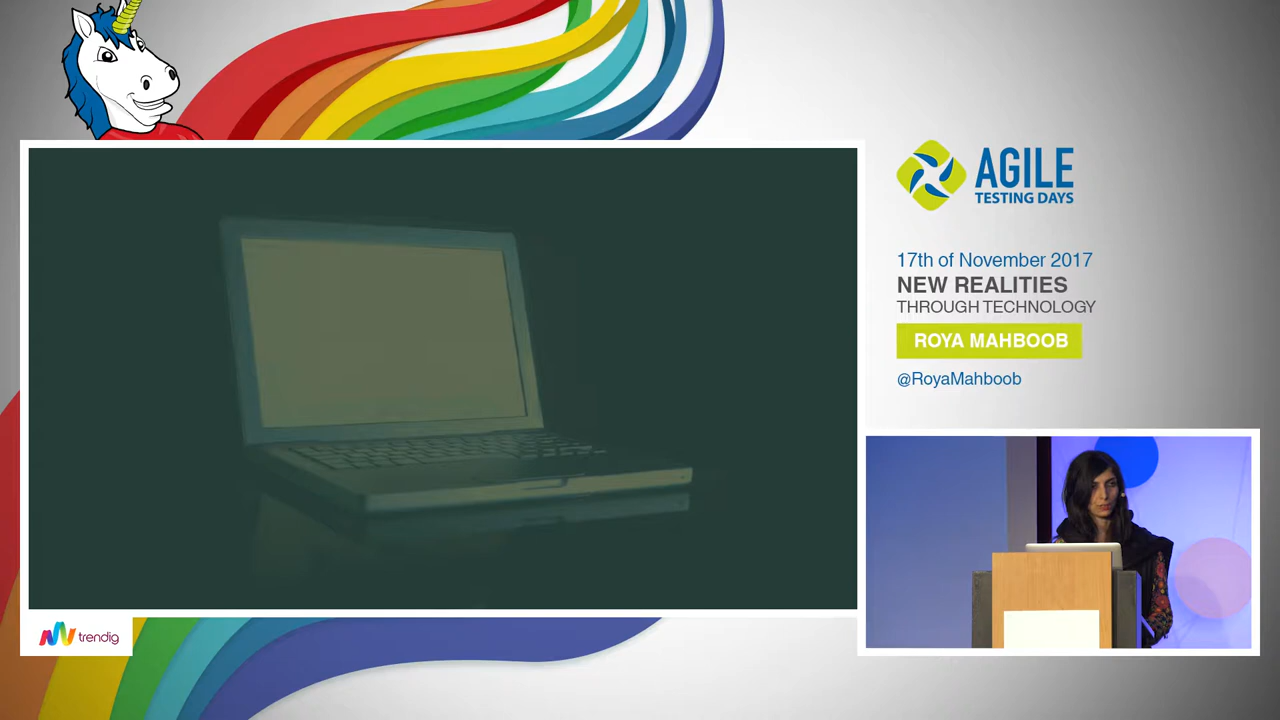 AGILE
TESTING DAYS
17th of November 2017
NEW REALITIES
THROUGH TECHNOLOGY
ROYA MAHBOOB
@RoyaMahboob
trendig